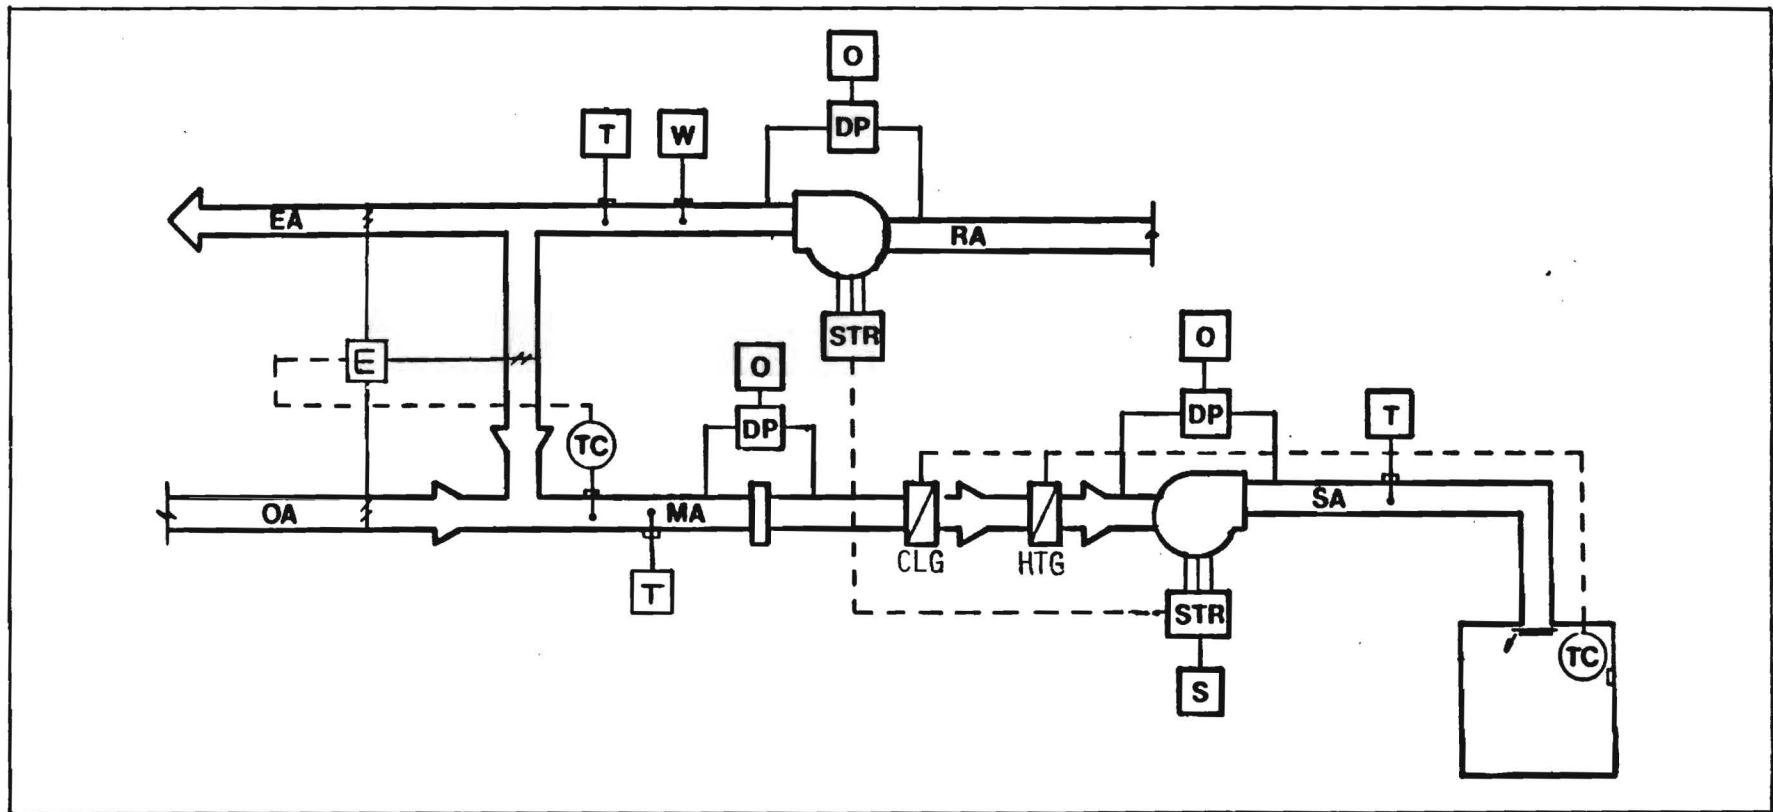 O
DP
T
W
EA
RA
STR
E
O
DP
TC
O
DP
T
OA
MA
SA
CLG
HTG
T
STR
TC
S